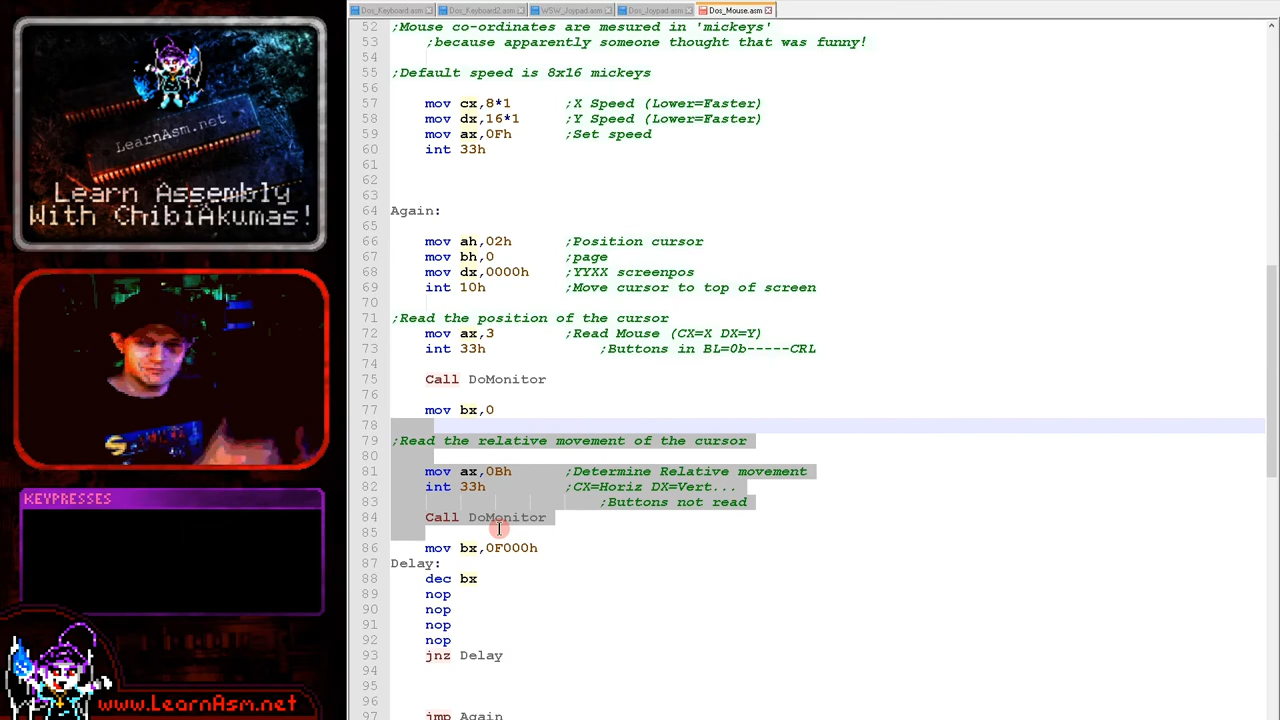 Dos_Keyboard.asm Dos_Keyboard2.asm WSW_Joypad.asm Dos_Joypad.asm Dos_Mouse.asm
52 ;Mouse co-ordinates are mesured in 'mickeys'
53 ;because apparently someone thought that was funny!
54
55 ;Default speed is 8x16 mickeys
56
57 mov cx,8*1 ;X Speed (Lower=Faster)
58 mov dx,16*1 ;Y Speed (Lower=Faster)
59 mov ax,0Fh ;Set speed
60 int 33h
61
62
63
64 Again:
65
66 mov ah,02h ;Position cursor
67 mov bh,0 ;page
68 mov dx,0000h ;YYXX screenpos
69 int 10h ;Move cursor to top of screen
70
71 ;Read the position of the cursor
72 mov ax,3 ;Read Mouse (CX=X DX=Y)
73 int 33h ;Buttons in BL=0b-----CRL
74
75 Call DoMonitor
76
77 mov bx,0
78
79 ;Read the relative movement of the cursor
80
81 mov ax,0Bh ;Determine Relative movement
82 int 33h ;CX=Horiz DX=Vert...
83 ;Buttons not read
84 Call DoMonitor
85
86 mov bx,0F000h
87 Delay:
88 dec bx
89 nop
90 nop
91 nop
92 nop
93 jnz Delay
94
95
96
97 jmp Again
LearnAsm.net
Learn Assembly
With ChibiAkumas!
KEYPRESSES
www.LearnAsm.net